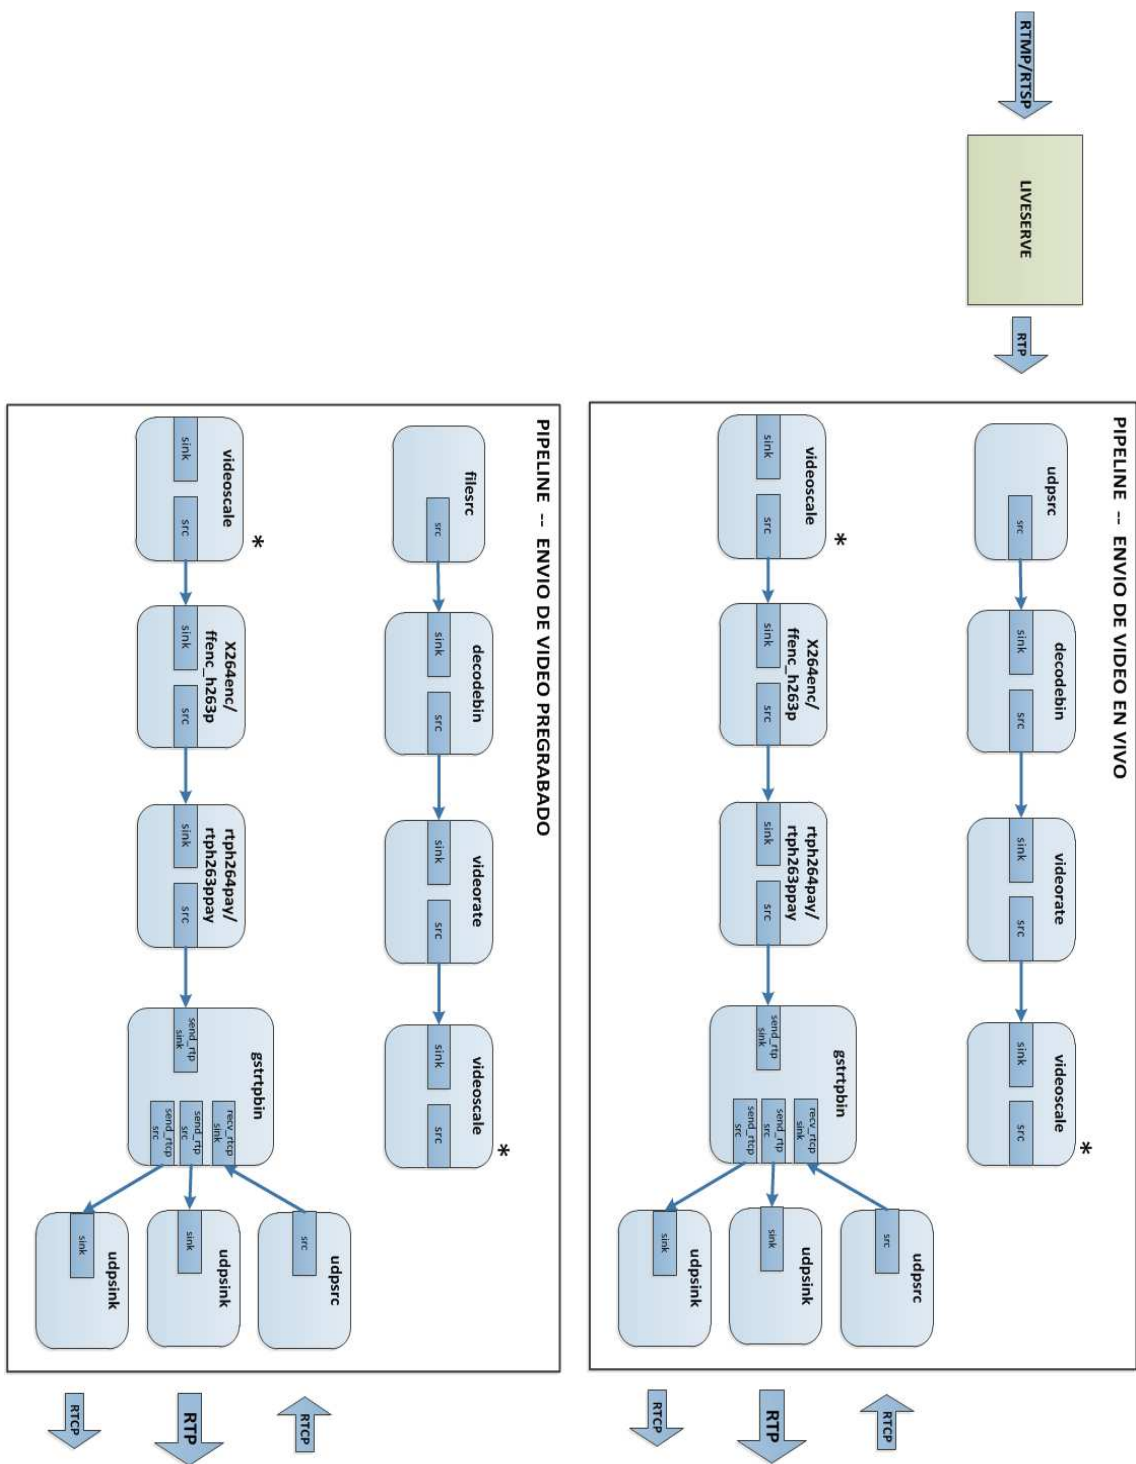 RTMP/RTSP
LIVESERVE
RTP
PIPELINE -- ENVIO DE VIDEO EN VIVO
udpsrc
src
decodebin
sink
src
videorate
sink
src
videoscale
sink
src
*
videoscale
sink
src
*
X264enc/
ffenc_h263p
sink
src
rtph264pay/
rtph263ppay
sink
src
gstrtpbin
send_rtp
sink
recv_rtcp
sink
send_rtp
src
send_rtcp
src
udpsrc
src
udpsink
sink
udpsink
sink
RTCP
RTP
RTCP
PIPELINE -- ENVIO DE VIDEO PREGRABADO
filesrc
src
decodebin
sink
src
videorate
sink
src
videoscale
sink
src
*
videoscale
sink
src
*
X264enc/
ffenc_h263p
sink
src
rtph264pay/
rtph263ppay
sink
src
gstrtpbin
send_rtp
sink
recv_rtcp
sink
send_rtp
src
send_rtcp
src
udpsrc
src
udpsink
sink
udpsink
sink
RTCP
RTP
RTCP